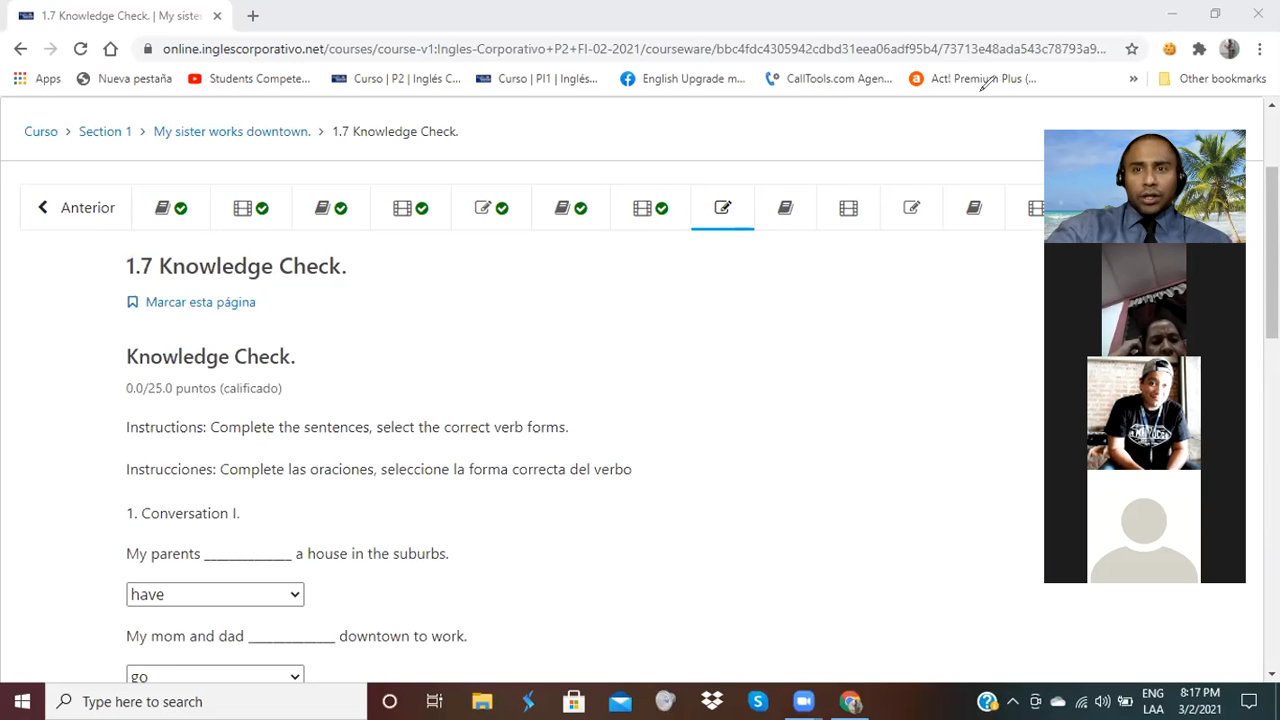 1.7 Knowledge Check. | My siste
online.inglescorporativo.net/courses/course-v1:Ingles-Corporativo+P2+FI-02-2021/courseware/bbc4fdc4305942cdbd31eea06adf95b4/73713e48ada543c78793a9...
Apps
Nueva pestaña
Students Compete...
Curso | P2 | Inglés C...
Curso | PI1 | Inglés...
English Upgrade m...
CallTools.com Agen...
Act! Premium Plus (...
»
Other bookmarks
Curso > Section 1 > My sister works downtown. > 1.7 Knowledge Check.
Anterior
1.7 Knowledge Check.
Marcar esta página
Knowledge Check.
0.0/25.0 puntos (calificado)
Instructions: Complete the sentences, select the correct verb forms.
Instrucciones: Complete las oraciones, seleccione la forma correcta del verbo
1. Conversation I.
My parents _____________ a house in the suburbs.
have
My mom and dad _____________ downtown to work.
go
Type here to search
ENG
LAA
8:17 PM
3/2/2021